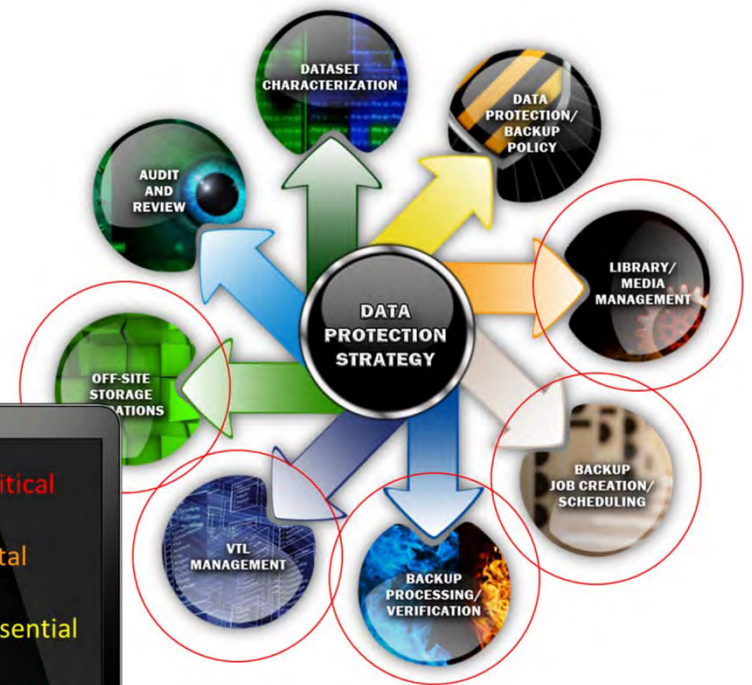 DATASET
CHARACTERIZATION
DATA
PROTECTION/
BACKUP
POLICY
AUDIT
AND
REVIEW
LIBRARY/
MEDIA
MANAGEMENT
DATA
PROTECTION
STRATEGY
OFF-SITE
STORAGE
BACKUP
JOB CREATION/
SCHEDULING
VTL
MANAGEMENT
BACKUP
PROCESSING/
VERIFICATION